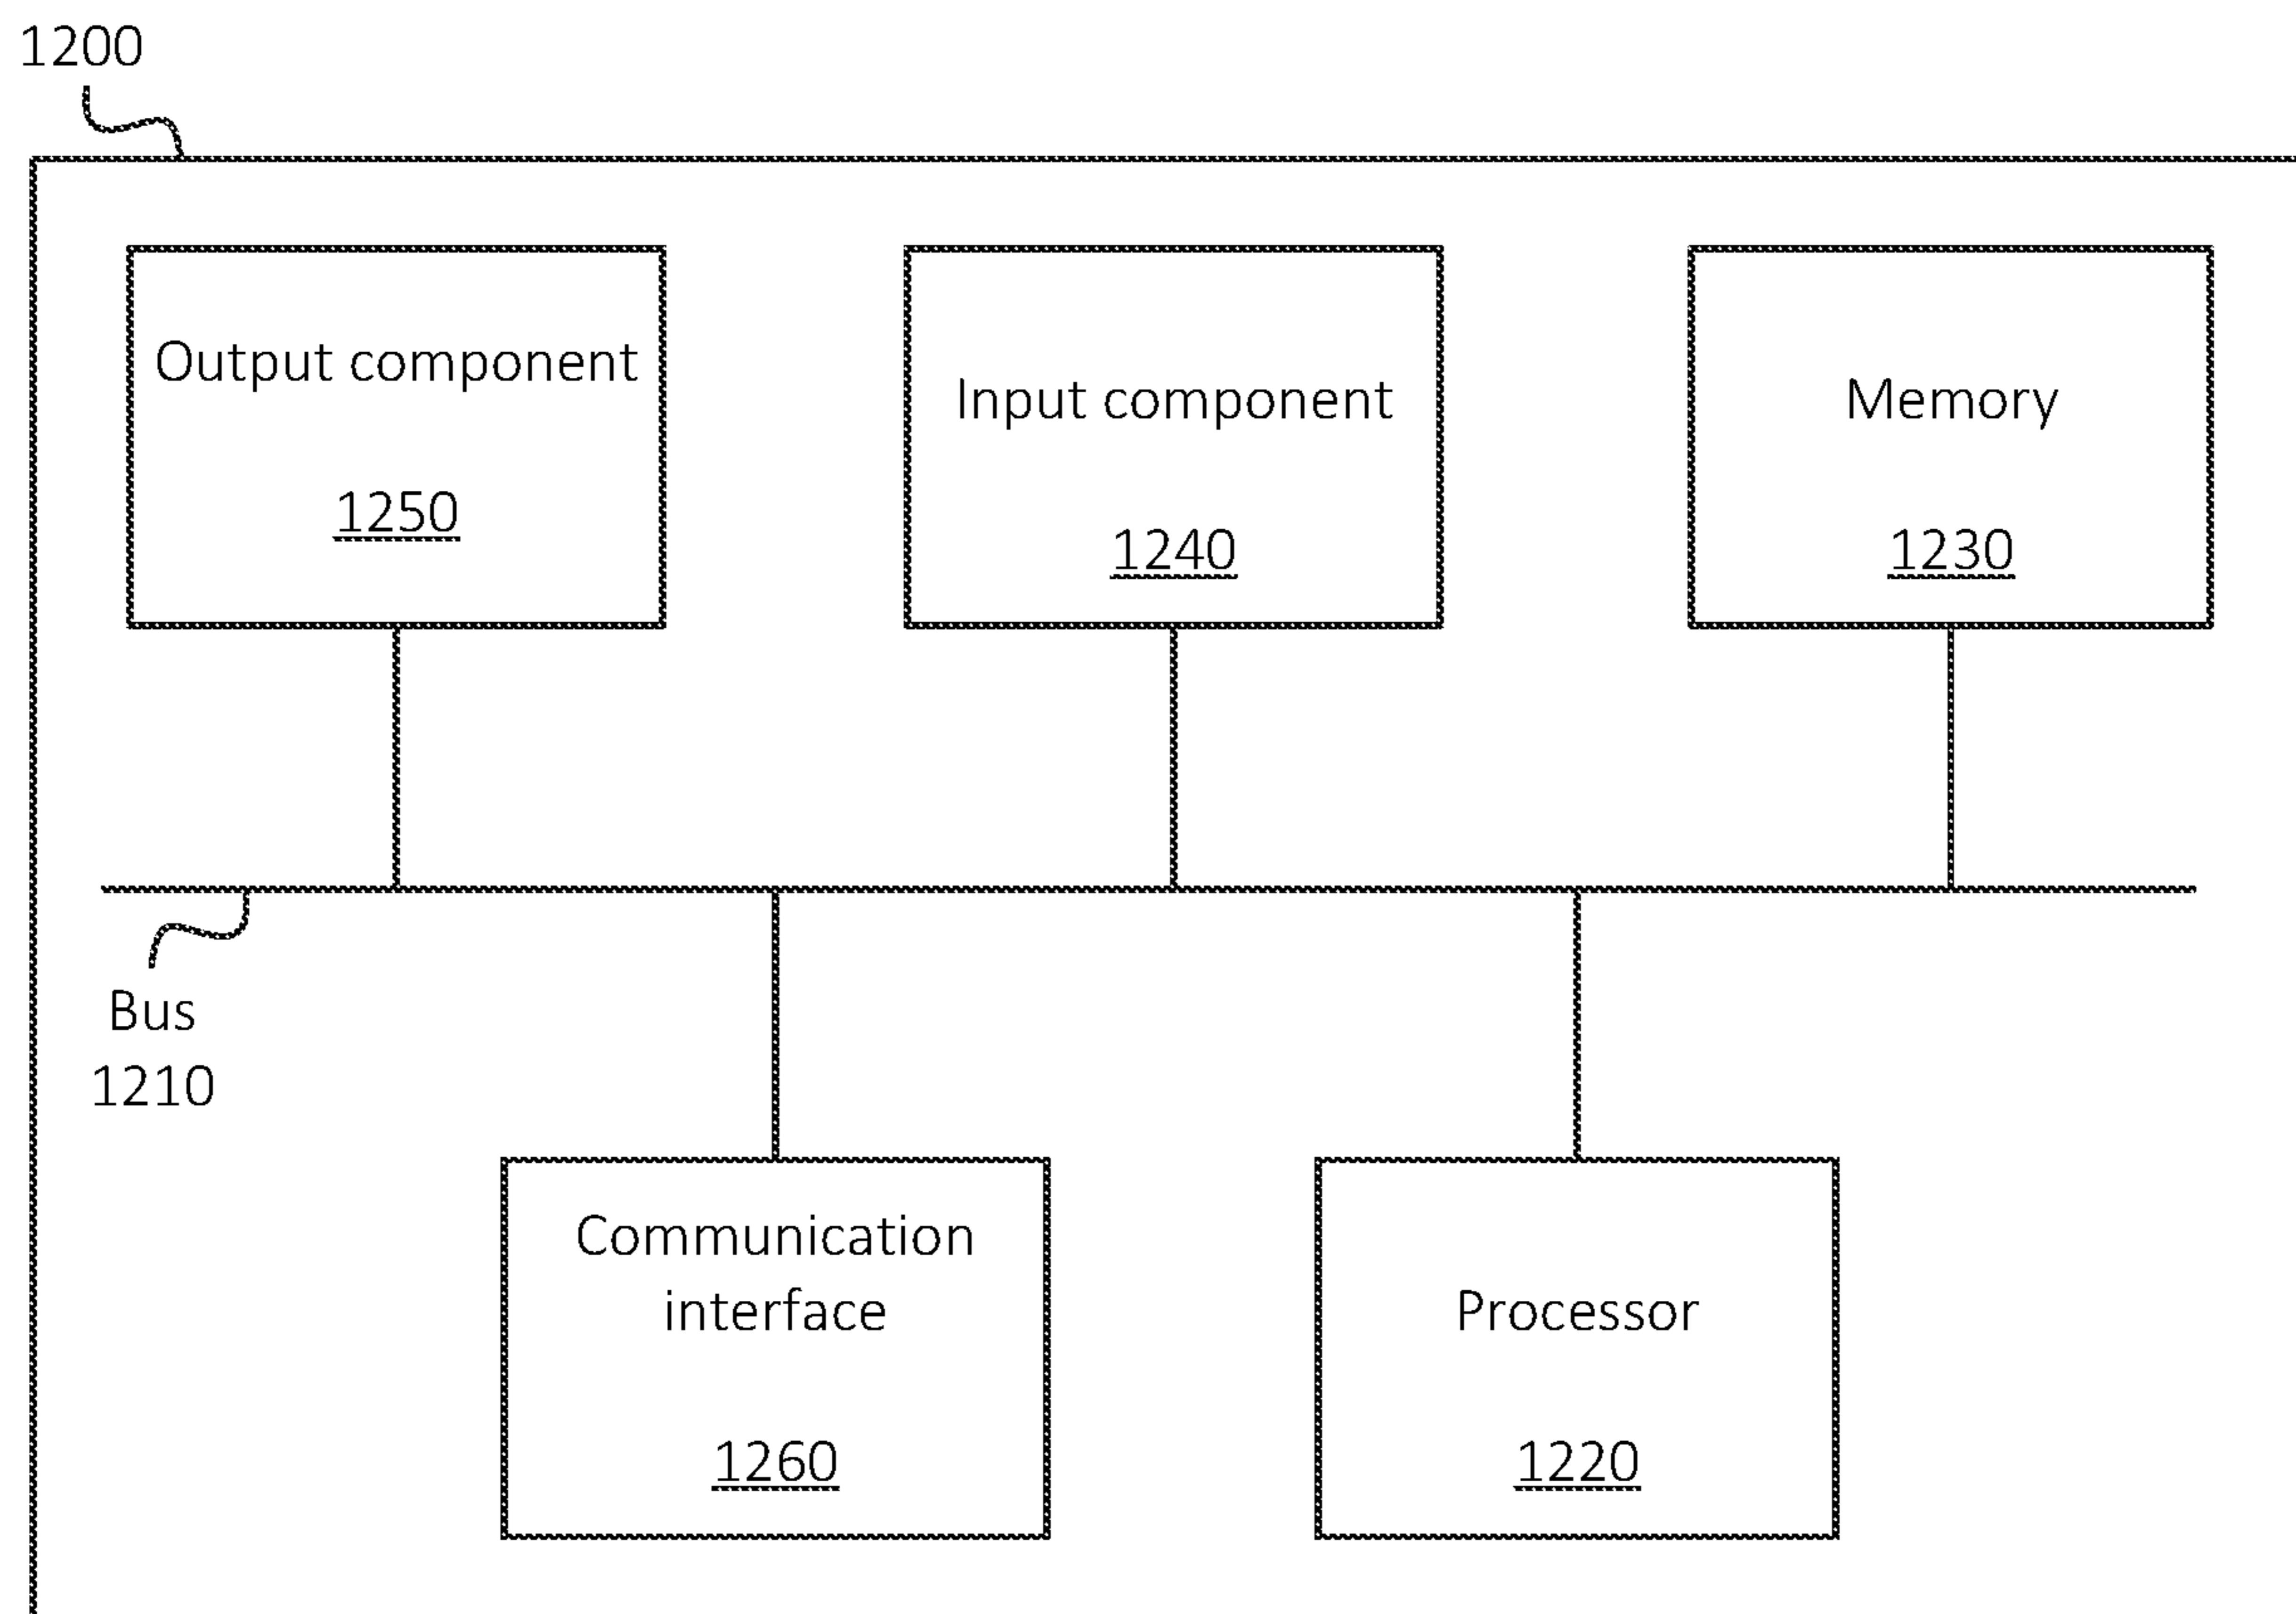 1200
Output component
1250
Input component
1240
Memory
1230
Bus
1210
Communication
interface
1260
Processor
1220